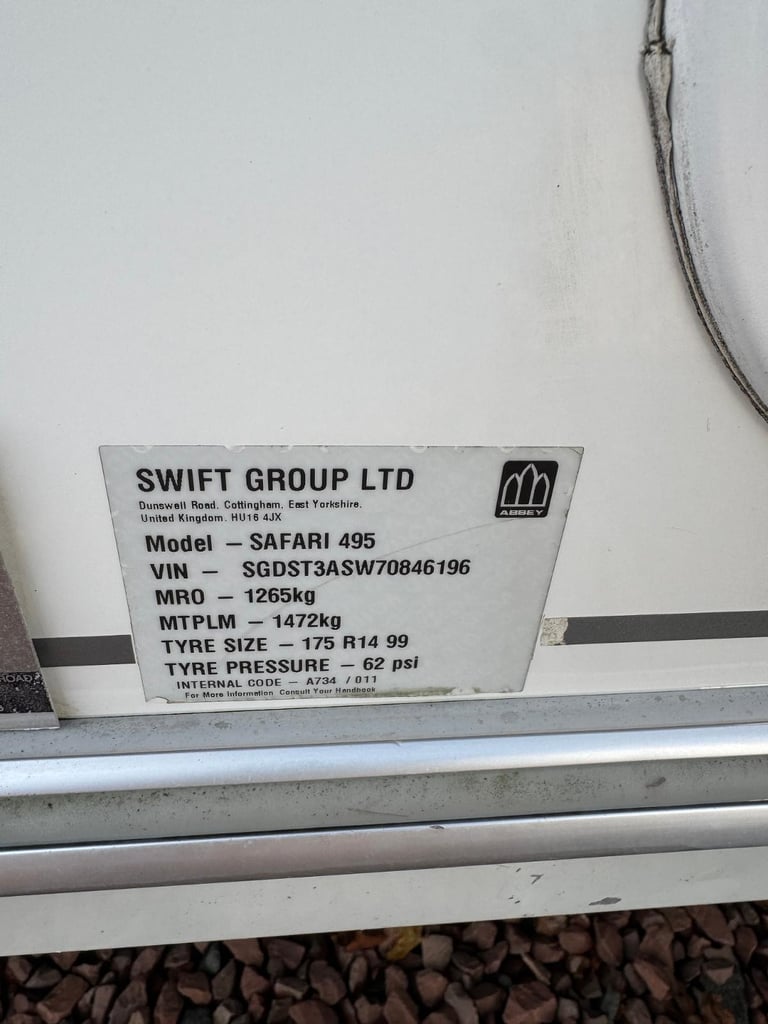 SWIFT GROUP LTD
ABBEY
Dunswell Road. Cottingham. East Yorkshire.
United Kingdom. HU16 4JX
Model – SAFARI 495
VIN – SGDST3ASW70846196
MRO – 1265kg
MTPLM – 1472kg
TYRE SIZE – 175 R14 99
TYRE PRESSURE – 62 psi
INTERNAL CODE – A734 / 011
For More Information Consult Your Handbook